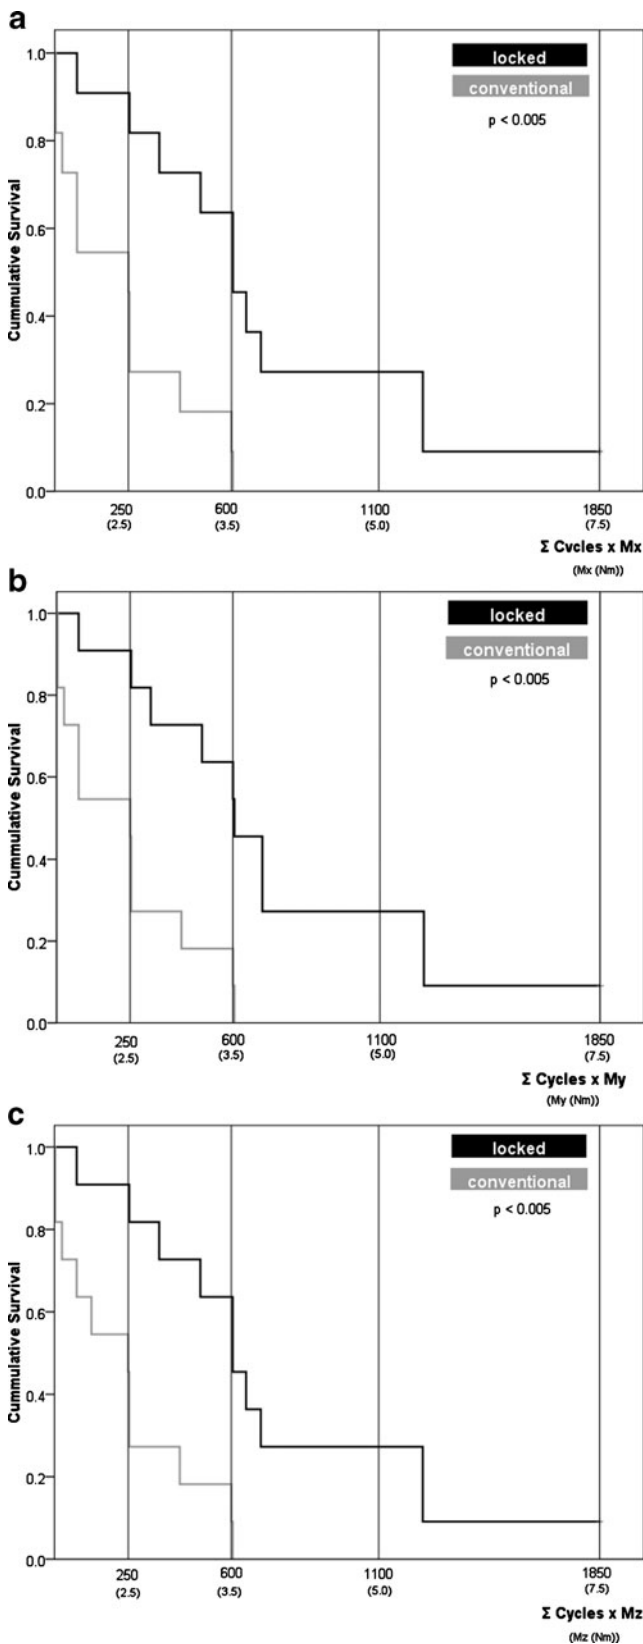 a
1.0
0.8
0.6
0.4
0.2
0.0
Cummulative Survival
locked
conventional
p < 0.005
250 600 1100 1850
(2.5) (3.5) (5.0) (7.5)
Σ Cycles x Mx
(Mx (Nm))
b
1.0
0.8
0.6
0.4
0.2
0.0
Cummulative Survival
locked
conventional
p < 0.005
250 600 1100 1850
(2.5) (3.5) (5.0) (7.5)
Σ Cycles x My
(My (Nm))
c
1.0
0.8
0.6
0.4
0.2
0.0
Cummulative Survival
locked
conventional
p < 0.005
250 600 1100 1850
(2.5) (3.5) (5.0) (7.5)
Σ Cycles x Mz
(Mz (Nm))